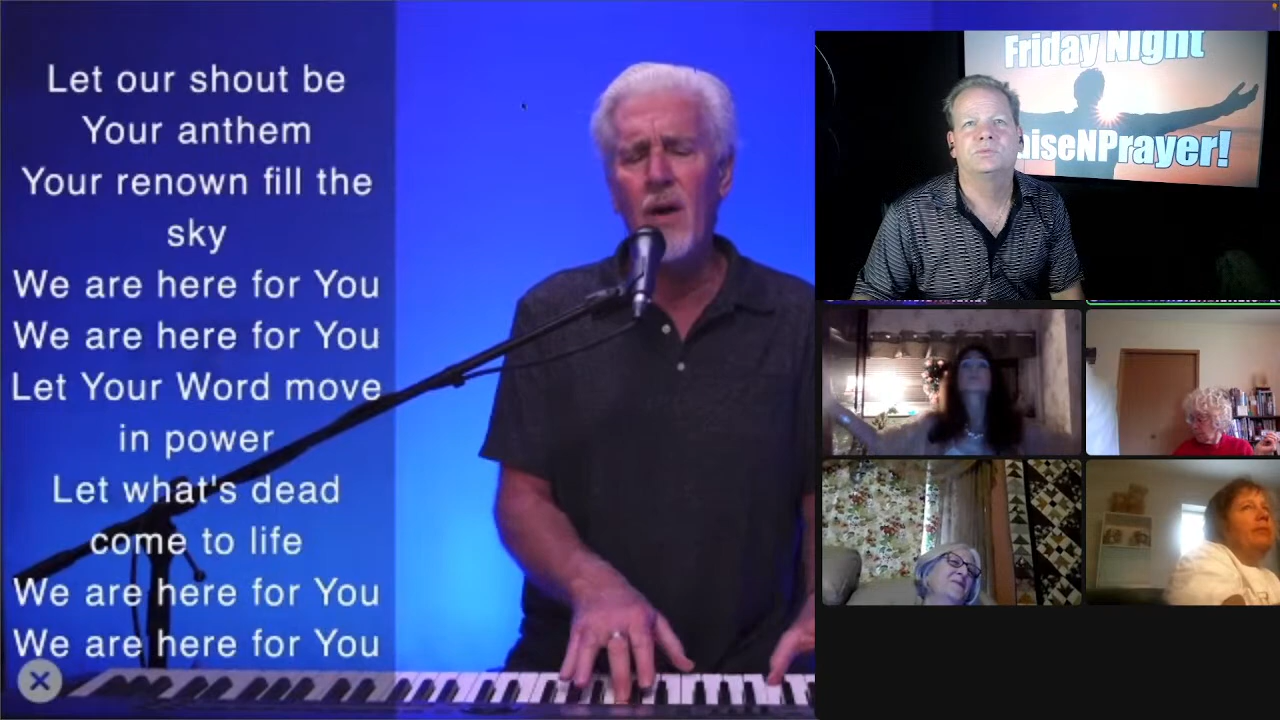 Let our shout be
Your anthem
Your renown fill the
sky
We are here for You
We are here for You
Let Your Word move
in power
Let what's dead
come to life
We are here for You
We are here for You
Friday Night
aiseNPrayer!